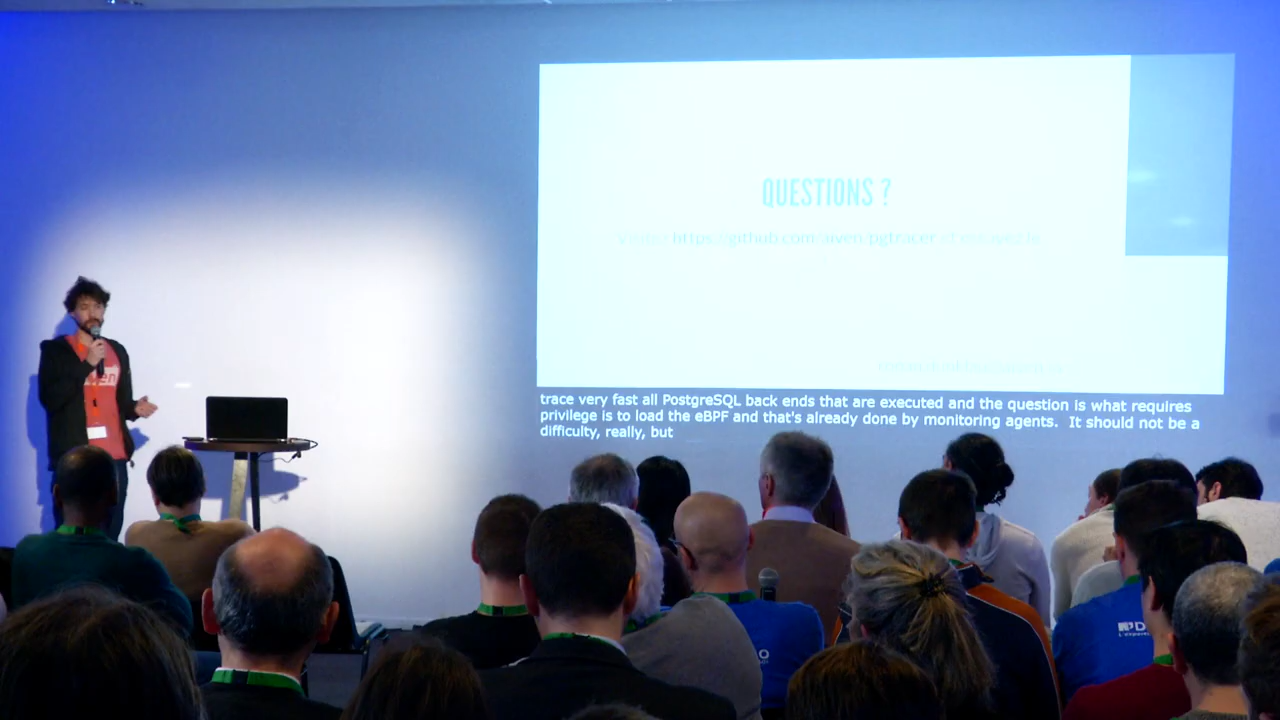 QUESTIONS ?
https://github.com/aiven/pgtracer
trace very fast all PostgreSQL back ends that are executed and the question is what requires
privilege is to load the eBPF and that's already done by monitoring agents.  It should not be a
difficulty, really, but